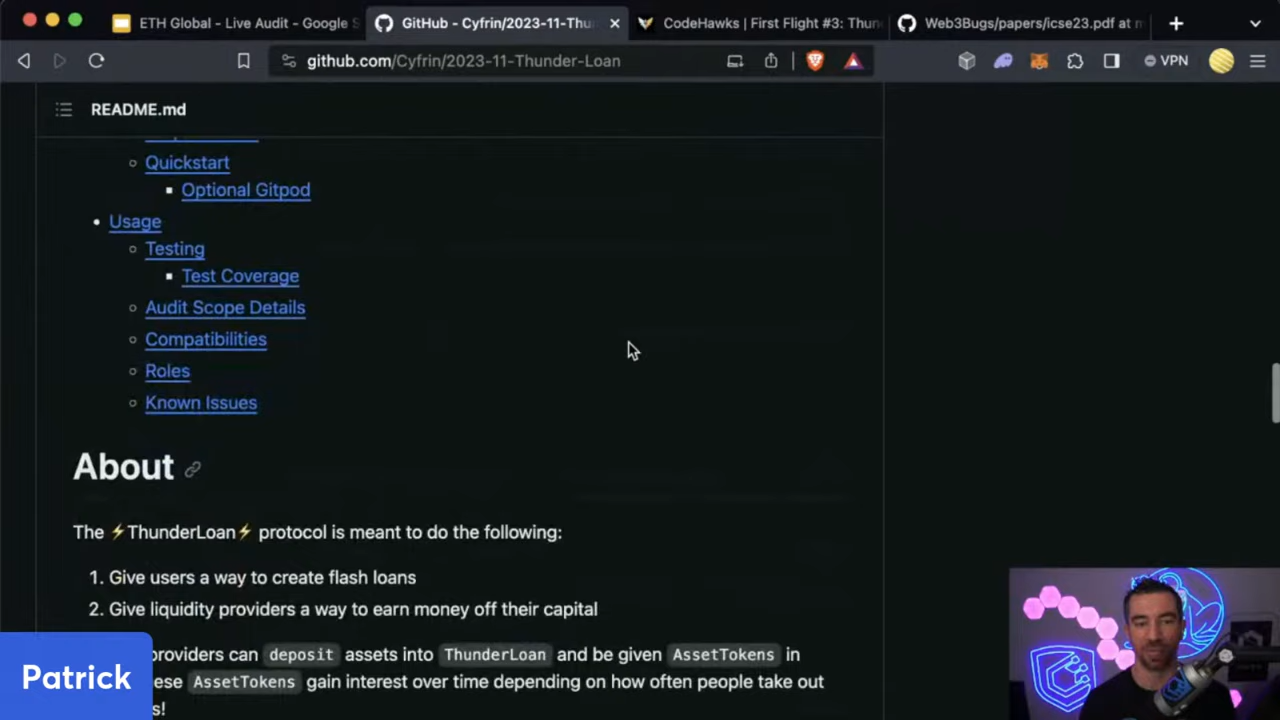 ETH Global - Live Audit - Google S
GitHub - Cyfrin/2023-11-Thu
CodeHawks | First Flight #3: Thun
Web3Bugs/papers/icse23.pdf at m
github.com/Cyfrin/2023-11-Thunder-Loan
VPN
README.md
Quickstart
Optional Gitpod
Usage
Testing
Test Coverage
Audit Scope Details
Compatibilities
Roles
Known Issues
About
The ⚡ThunderLoan⚡ protocol is meant to do the following:
1. Give users a way to create flash loans
2. Give liquidity providers a way to earn money off their capital
providers can deposit assets into ThunderLoan and be given AssetTokens in
ese AssetTokens gain interest over time depending on how often people take out
s!
Patrick